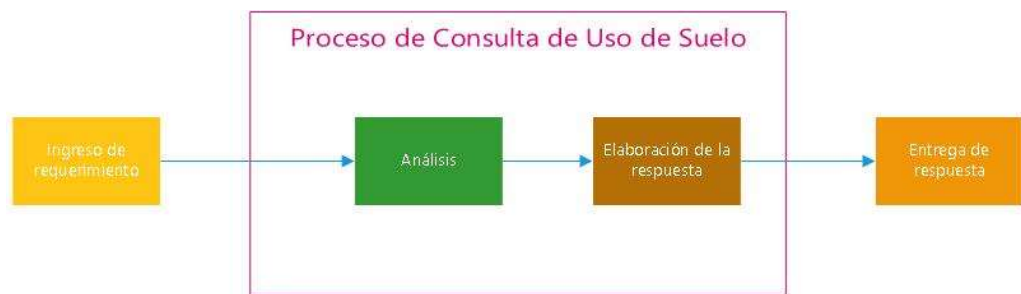 Proceso de Consulta de Uso de Suelo
Ingreso de
requerimiento
Análisis
Elaboración de la
respuesta
Entrega de
respuesta